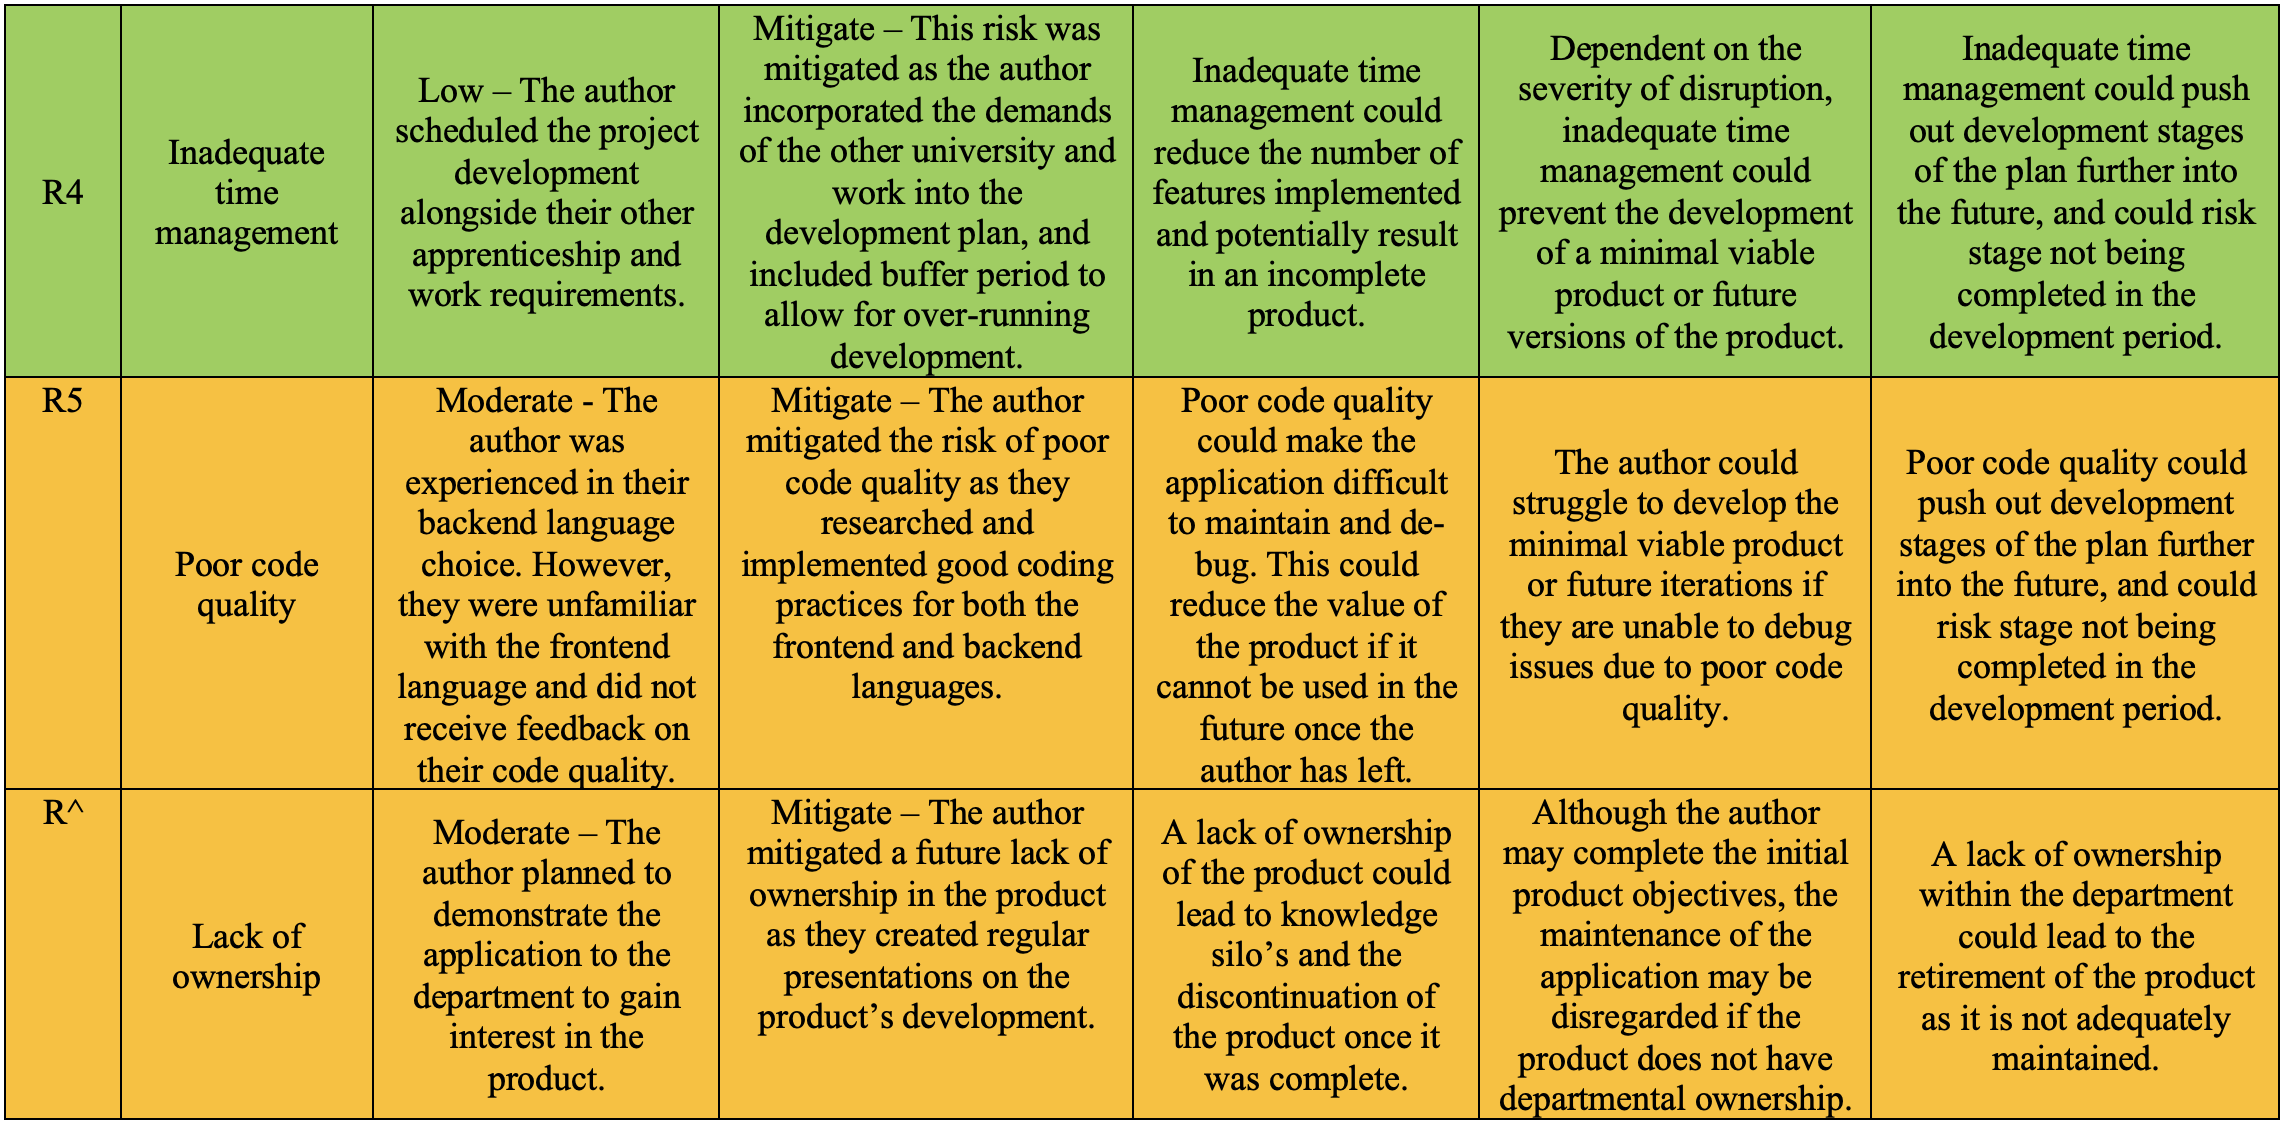 R4
Inadequate
time
management
Low – The author
scheduled the project
development
alongside their other
apprenticeship and
work requirements.
Mitigate – This risk was
mitigated as the author
incorporated the demands
of the other university and
work into the
development plan, and
included buffer period to
allow for over-running
development.
Inadequate time
management could
reduce the number of
features implemented
and potentially result
in an incomplete
product.
Dependent on the
severity of disruption,
inadequate time
management could
prevent the development
of a minimal viable
product or future
versions of the product.
Inadequate time
management could push
out development stages
of the plan further into
the future, and could risk
stage not being
completed in the
development period.
R5
Poor code
quality
Moderate - The
author was
experienced in their
backend language
choice. However,
they were unfamiliar
with the frontend
language and did not
receive feedback on
their code quality.
Mitigate – The author
mitigated the risk of poor
code quality as they
researched and
implemented good coding
practices for both the
frontend and backend
languages.
Poor code quality
could make the
application difficult
to maintain and de-
bug. This could
reduce the value of
the product if it
cannot be used in the
future once the
author has left.
The author could
struggle to develop the
minimal viable product
or future iterations if
they are unable to debug
issues due to poor code
quality.
Poor code quality could
push out development
stages of the plan further
into the future, and could
risk stage not being
completed in the
development period.
R^
Lack of
ownership
Moderate – The
author planned to
demonstrate the
application to the
department to gain
interest in the
product.
Mitigate – The author
mitigated a future lack of
ownership in the product
as they created regular
presentations on the
product’s development.
A lack of ownership
of the product could
lead to knowledge
silo’s and the
discontinuation of
the product once it
was complete.
Although the author
may complete the initial
product objectives, the
maintenance of the
application may be
disregarded if the
product does not have
departmental ownership.
A lack of ownership
within the department
could lead to the
retirement of the product
as it is not adequately
maintained.